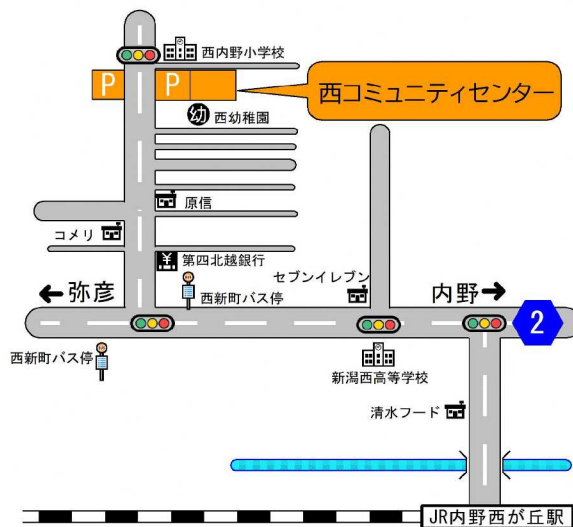 西内野小学校
P
P
西コミュニティセンター
幼
西幼稚園
原信
コメリ
第四北越銀行
セブンイレブン
←弥彦
西新町バス停
内野→
2
西新町バス停
新潟西高等学校
清水フード
JR内野西が丘駅